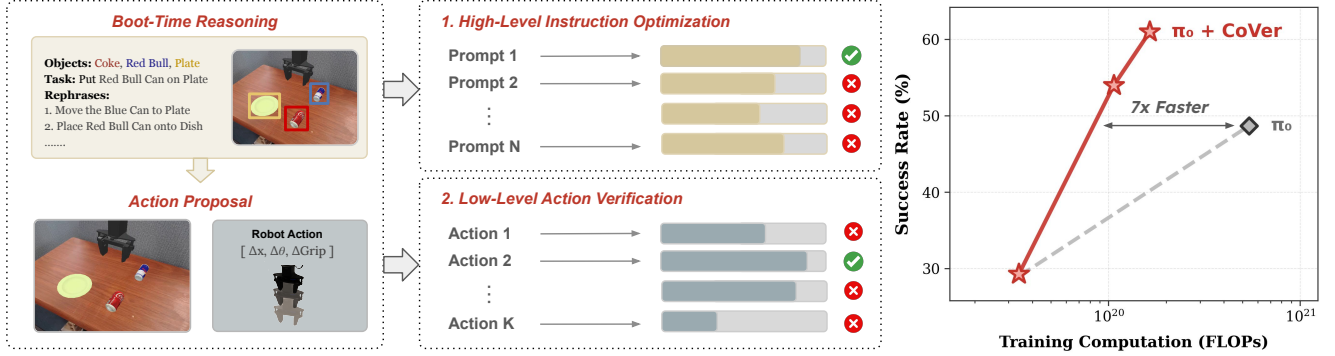 Boot-Time Reasoning
Objects: Coke, Red Bull, Plate
Task: Put Red Bull Can on Plate
Rephrases:
1. Move the Blue Can to Plate
2. Place Red Bull Can onto Dish
.......
Action Proposal
Robot Action
[ Δx, Δθ, ΔGrip ]
1. High-Level Instruction Optimization
Prompt 1
Prompt 2
⋮
Prompt N
2. Low-Level Action Verification
Action 1
Action 2
⋮
Action K
Success Rate (%)
60
50
40
30
π₀ + CoVer
7x Faster
π₀
10²⁰
10²¹
Training Computation (FLOPs)